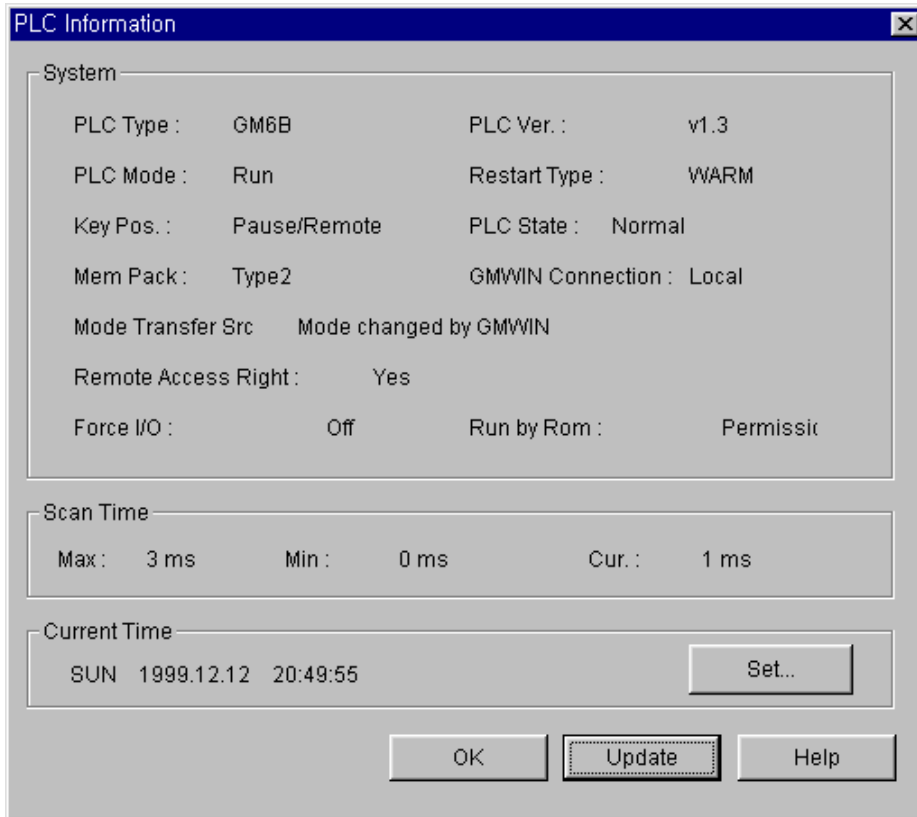 PLC Information
System
PLC Type : GM6B PLC Ver. : v1.3
PLC Mode : Run Restart Type : WARM
Key Pos. : Pause/Remote PLC State : Normal
Mem Pack : Type2 GMWIN Connection : Local
Mode Transfer Src Mode changed by GMWIN
Remote Access Right : Yes
Force I/O : Off Run by Rom :
Scan Time
Max : 3 ms Min : 0 ms Cur. : 1 ms
Current Time
SUN 1999.12.12 20:49:55 Set...
OK Update Help